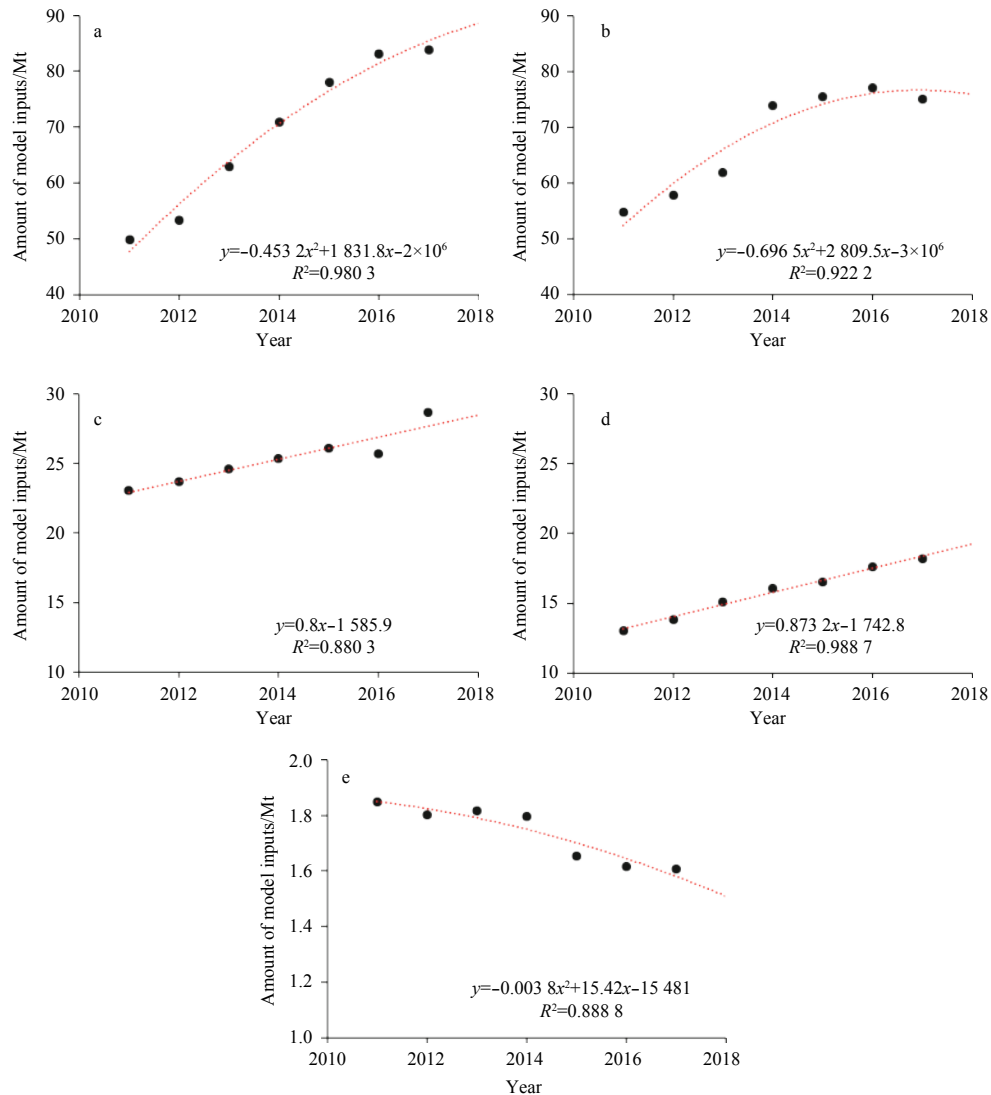 a
90
80
70
60
50
40
Amount of model inputs/Mt
y=−0.453 2x²+1 831.8x−2×10⁶
R²=0.980 3
2010 2012 2014 2016 2018
Year
b
90
80
70
60
50
40
Amount of model inputs/Mt
y=−0.696 5x²+2 809.5x−3×10⁶
R²=0.922 2
2010 2012 2014 2016 2018
Year
c
30
25
20
15
10
Amount of model inputs/Mt
y=0.8x−1 585.9
R²=0.880 3
2010 2012 2014 2016 2018
Year
d
30
25
20
15
10
Amount of model inputs/Mt
y=0.873 2x−1 742.8
R²=0.988 7
2010 2012 2014 2016 2018
Year
e
2.0
1.8
1.6
1.4
1.2
1.0
Amount of model inputs/Mt
y=−0.003 8x²+15.42x−15 481
R²=0.888 8
2010 2012 2014 2016 2018
Year